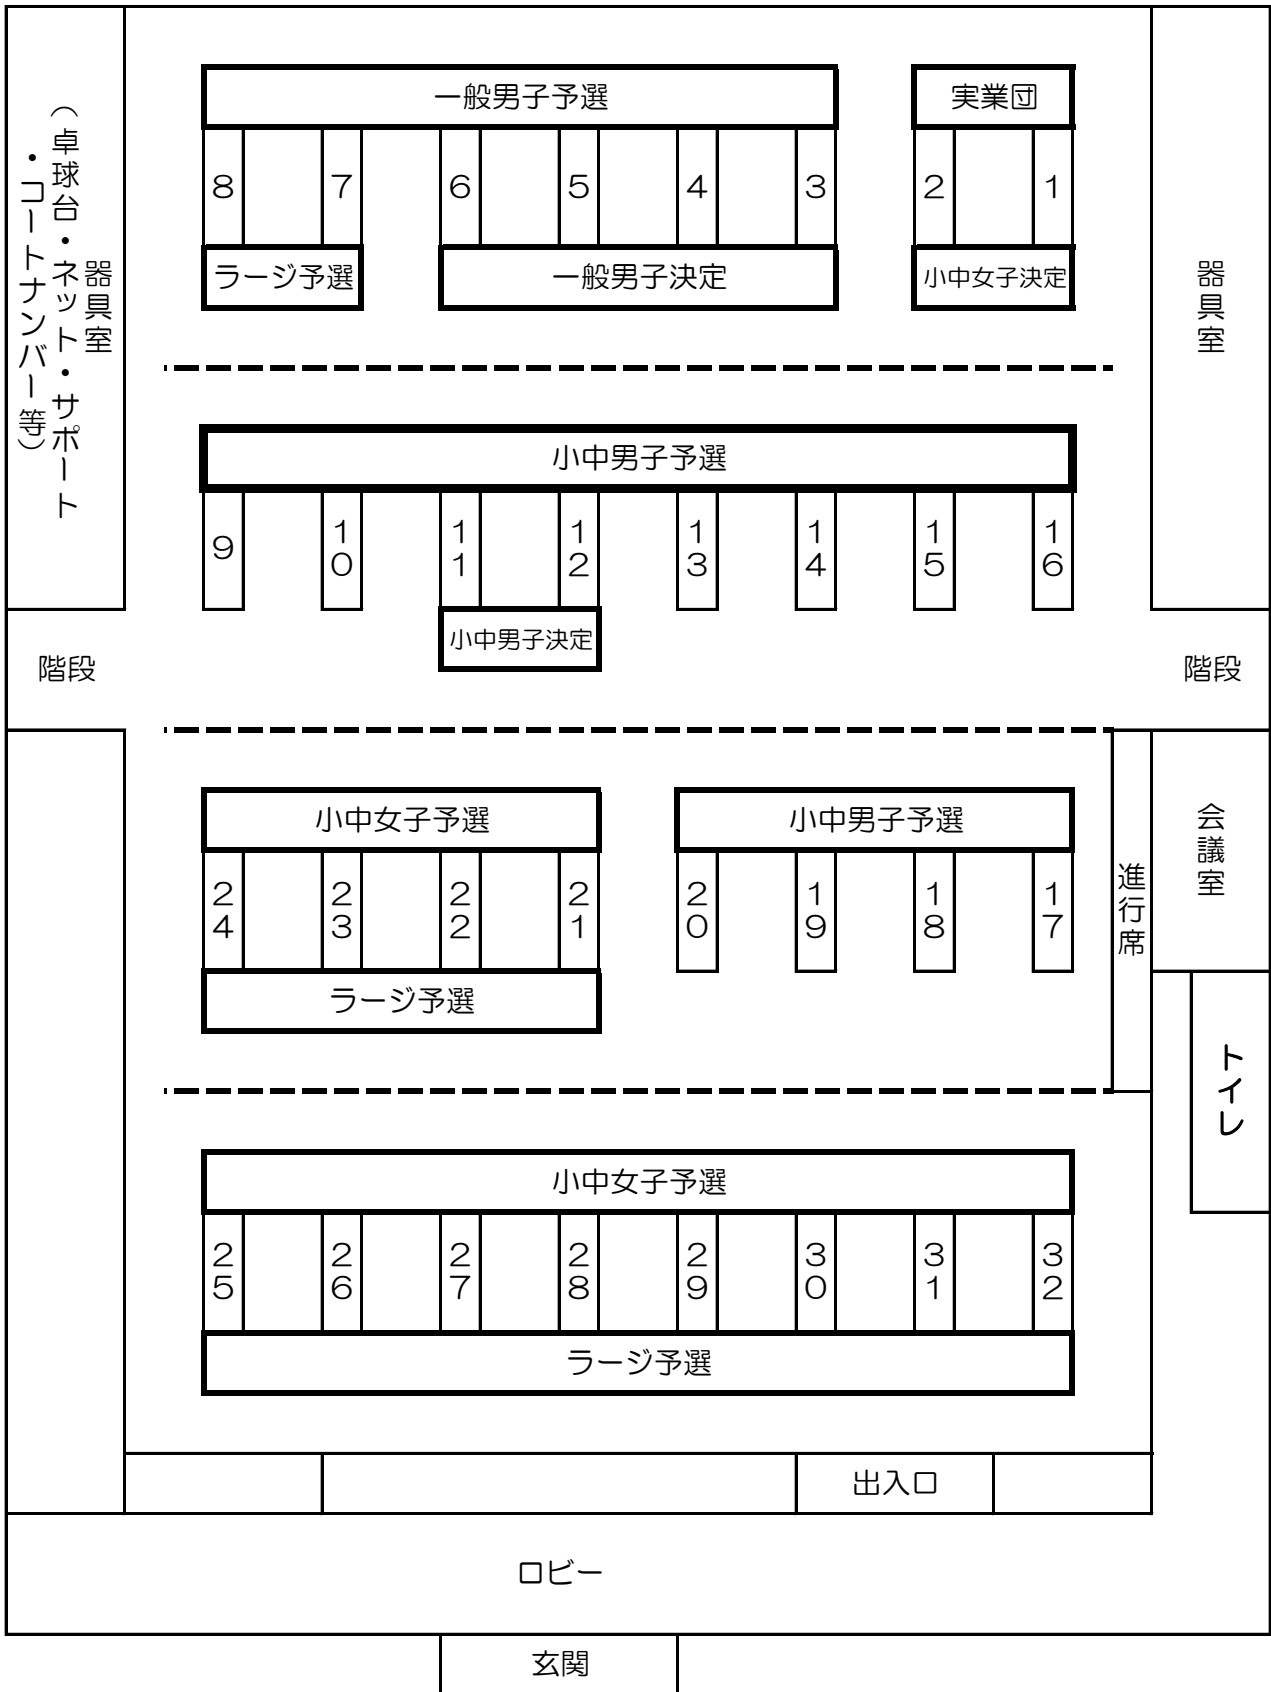 一般男子予選
実業団
8
7
6
5
4
3
2
1
ラージ予選
一般男子決定
小中女子決定
器具室
(卓球台・ネット・サポート
・コートナンバー等)
器具室
小中男子予選
9
10
11
12
13
14
15
16
小中男子決定
階段
階段
小中女子予選
小中男子予選
24
23
22
21
20
19
18
17
ラージ予選
進行席
会議室
トイレ
小中女子予選
25
26
27
28
29
30
31
32
ラージ予選
出入口
ロビー
玄関